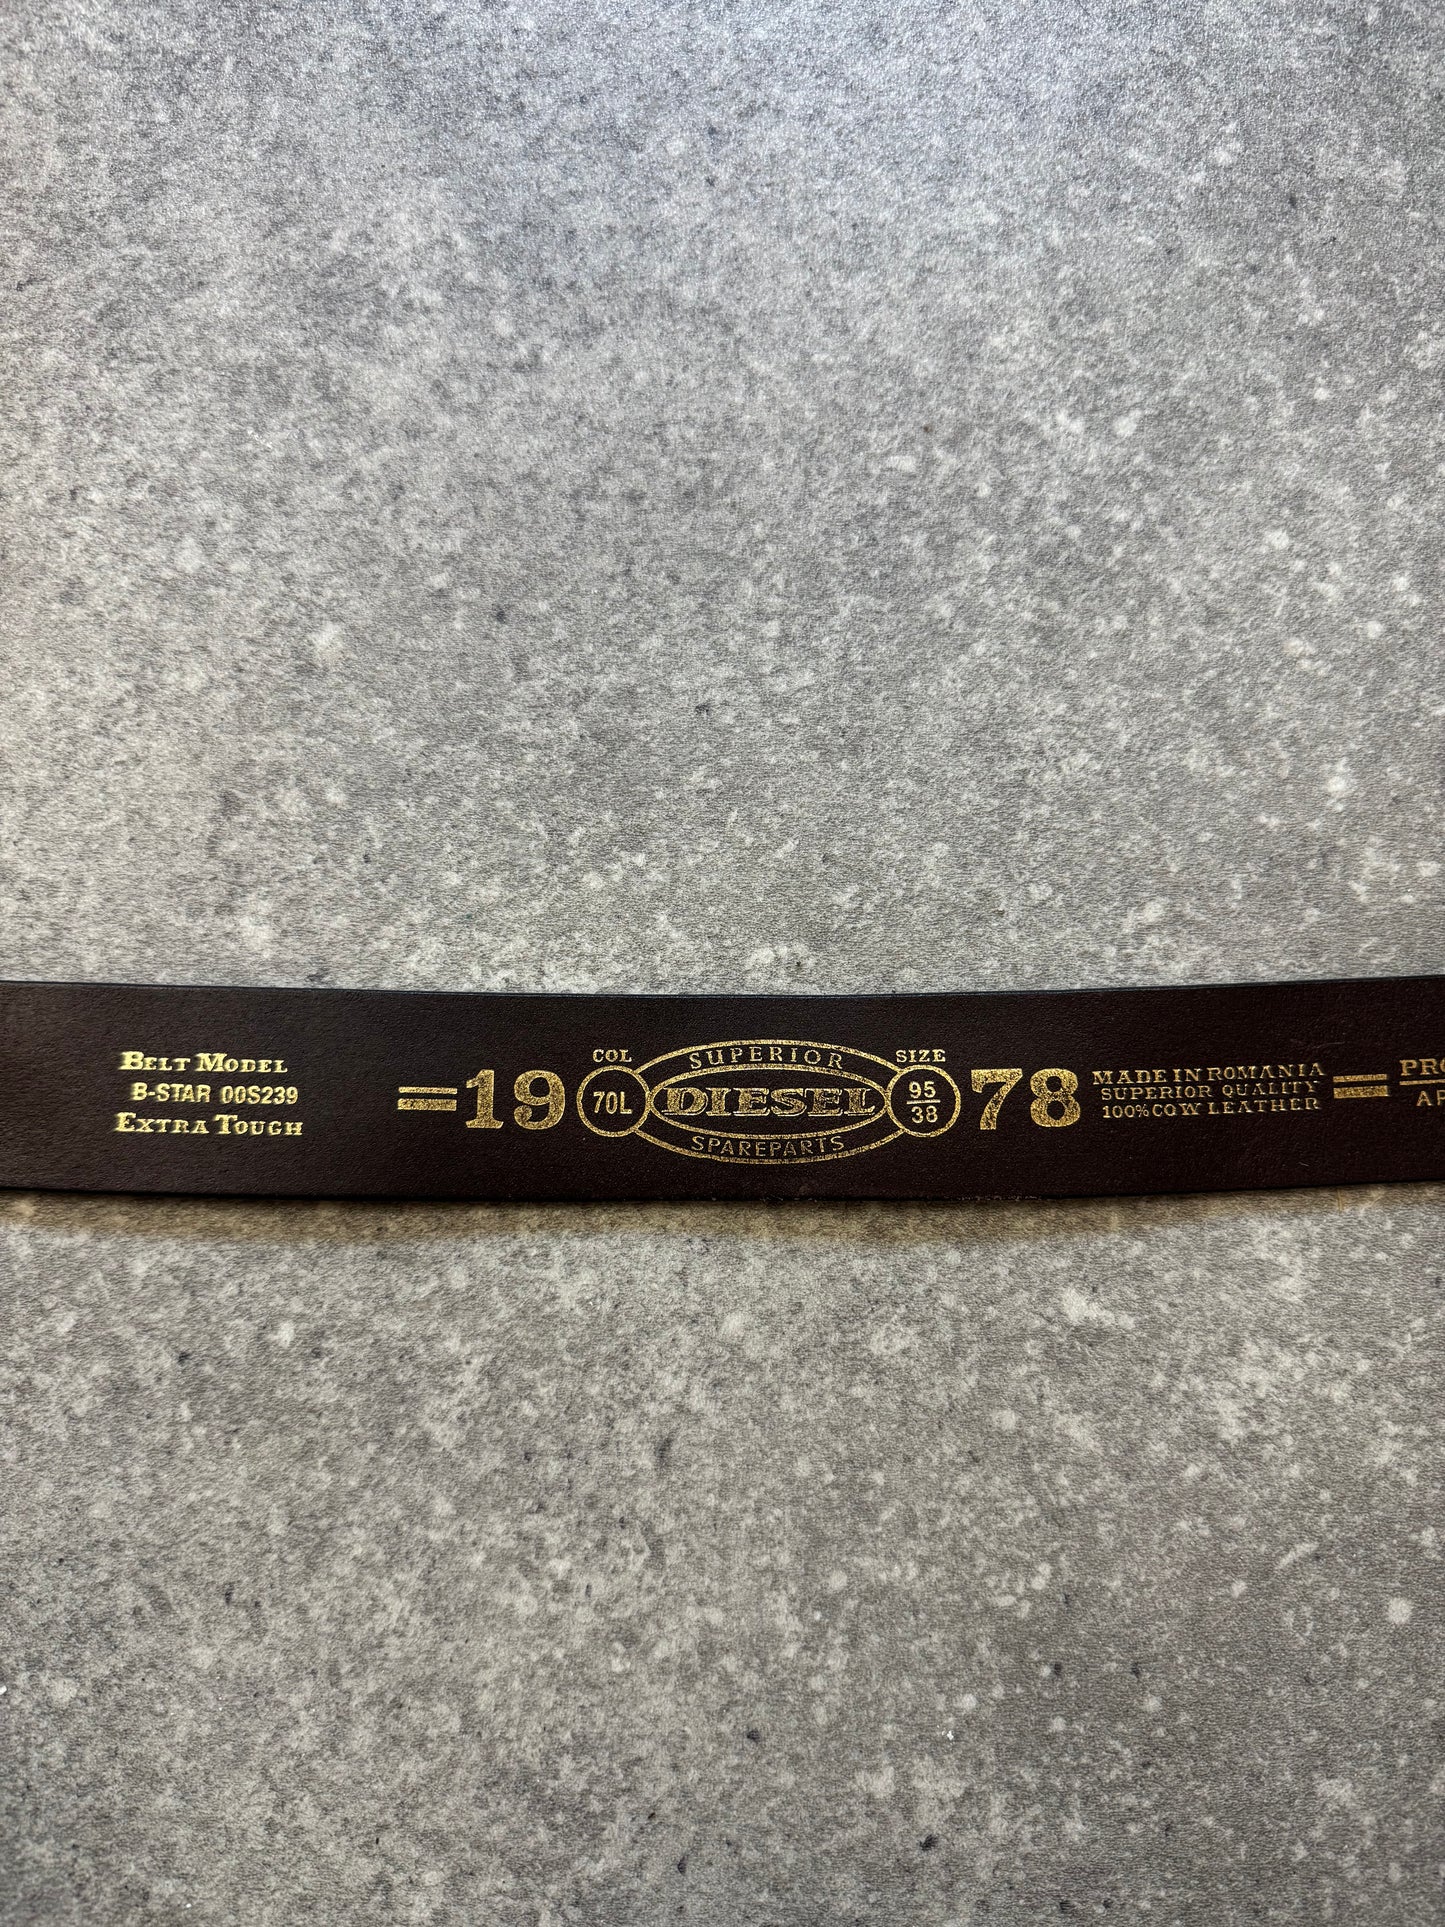 BELT MODEL
B-STAR 00S239
EXTRA TOUGH
=19
COL
70L
SUPERIOR
DIESEL
SPAREPARTS
SIZE
95
38
78
MADE IN ROMANIA
SUPERIOR QUALITY
100% COW LEATHER
=